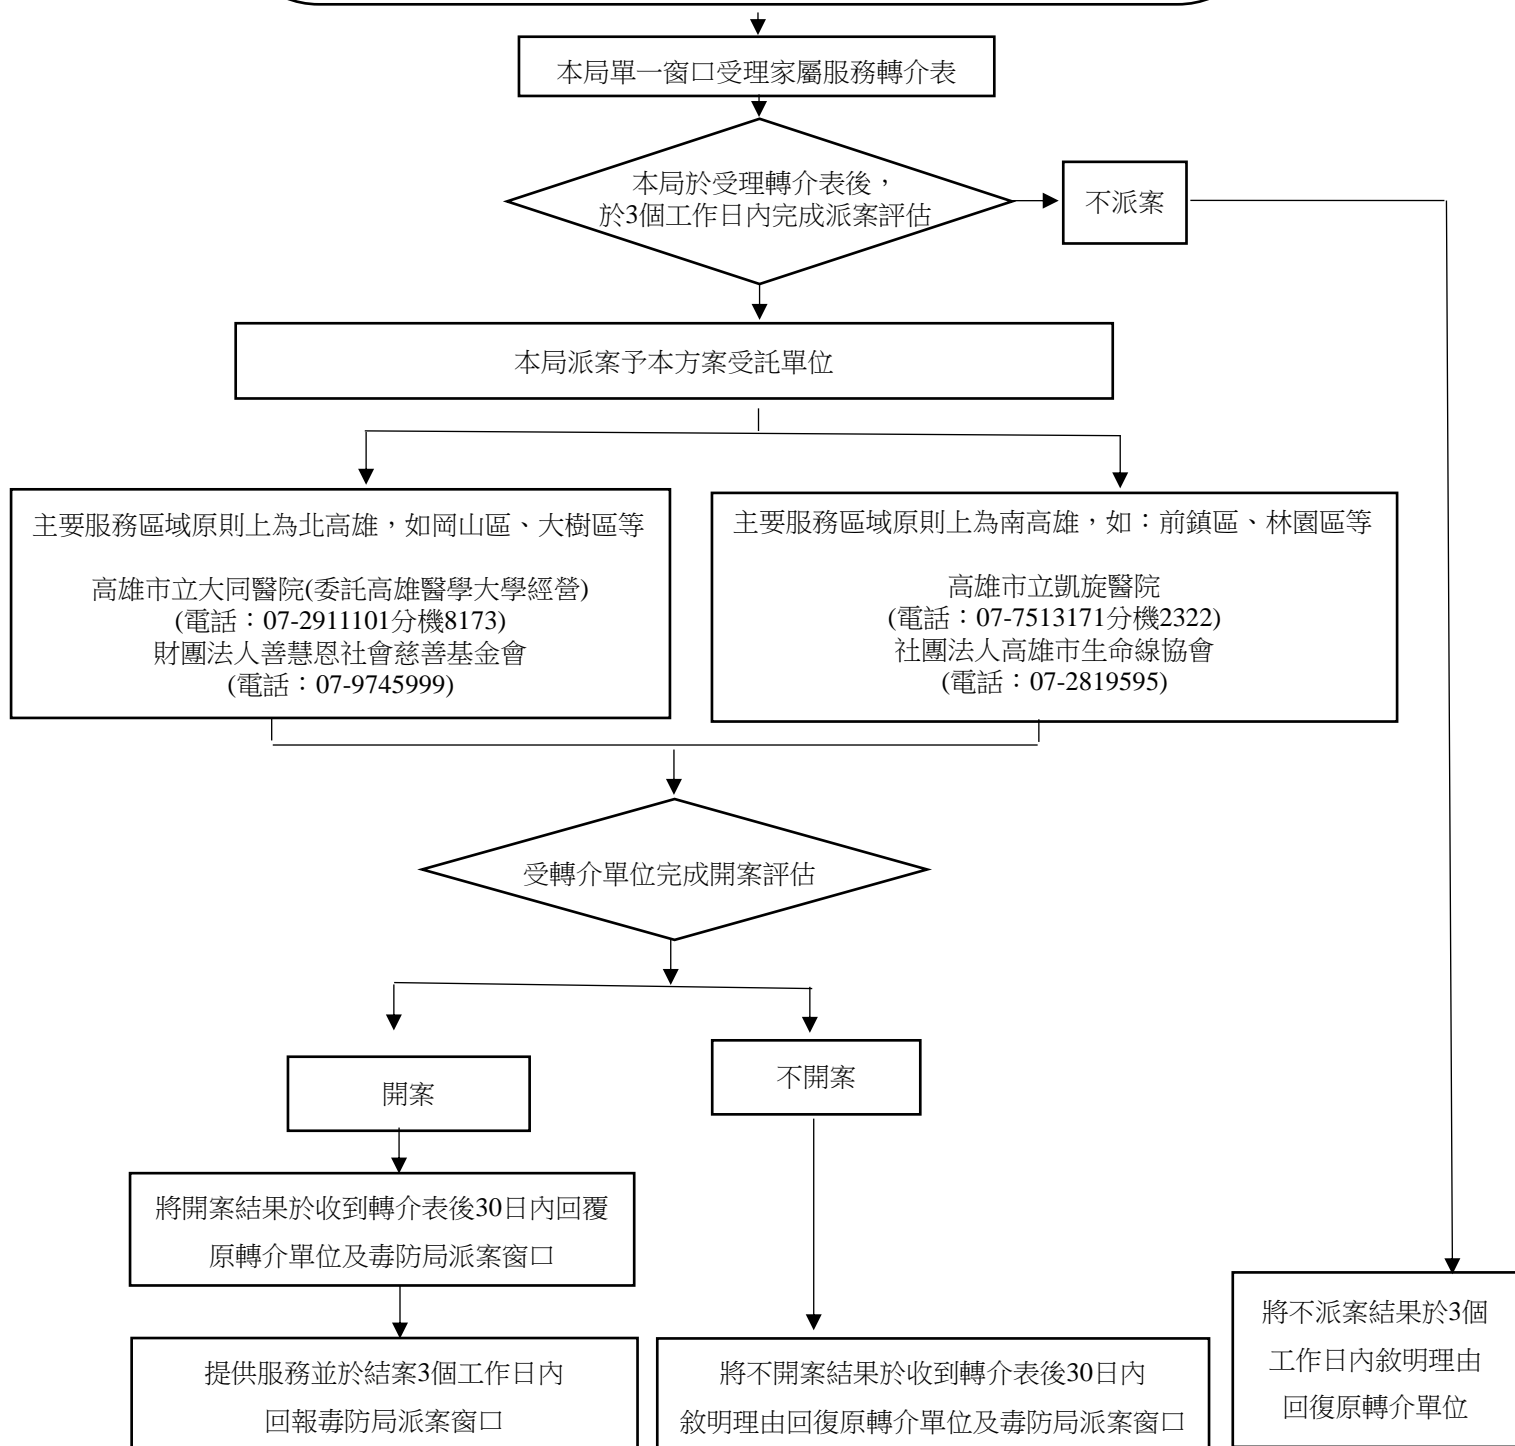 本局單一窗口受理家屬服務轉介表
本局於受理轉介表後，
於3個工作日內完成派案評估
不派案
本局派案予本方案受託單位
主要服務區域原則上為北高雄，如岡山區、大樹區等
高雄市立大同醫院(委託高雄醫學大學經營)
(電話：07-2911101分機8173)
財團法人善慧恩社會慈善基金會
(電話：07-9745999)
主要服務區域原則上為南高雄，如：前鎮區、林園區等
高雄市立凱旋醫院
(電話：07-7513171分機2322)
社團法人高雄市生命線協會
(電話：07-2819595)
受轉介單位完成開案評估
開案
不開案
將開案結果於收到轉介表後30日內回覆
原轉介單位及毒防局派案窗口
提供服務並於結案3個工作日內
回報毒防局派案窗口
將不開案結果於收到轉介表後30日內
敘明理由回復原轉介單位及毒防局派案窗口
將不派案結果於3個
工作日內敘明理由
回復原轉介單位